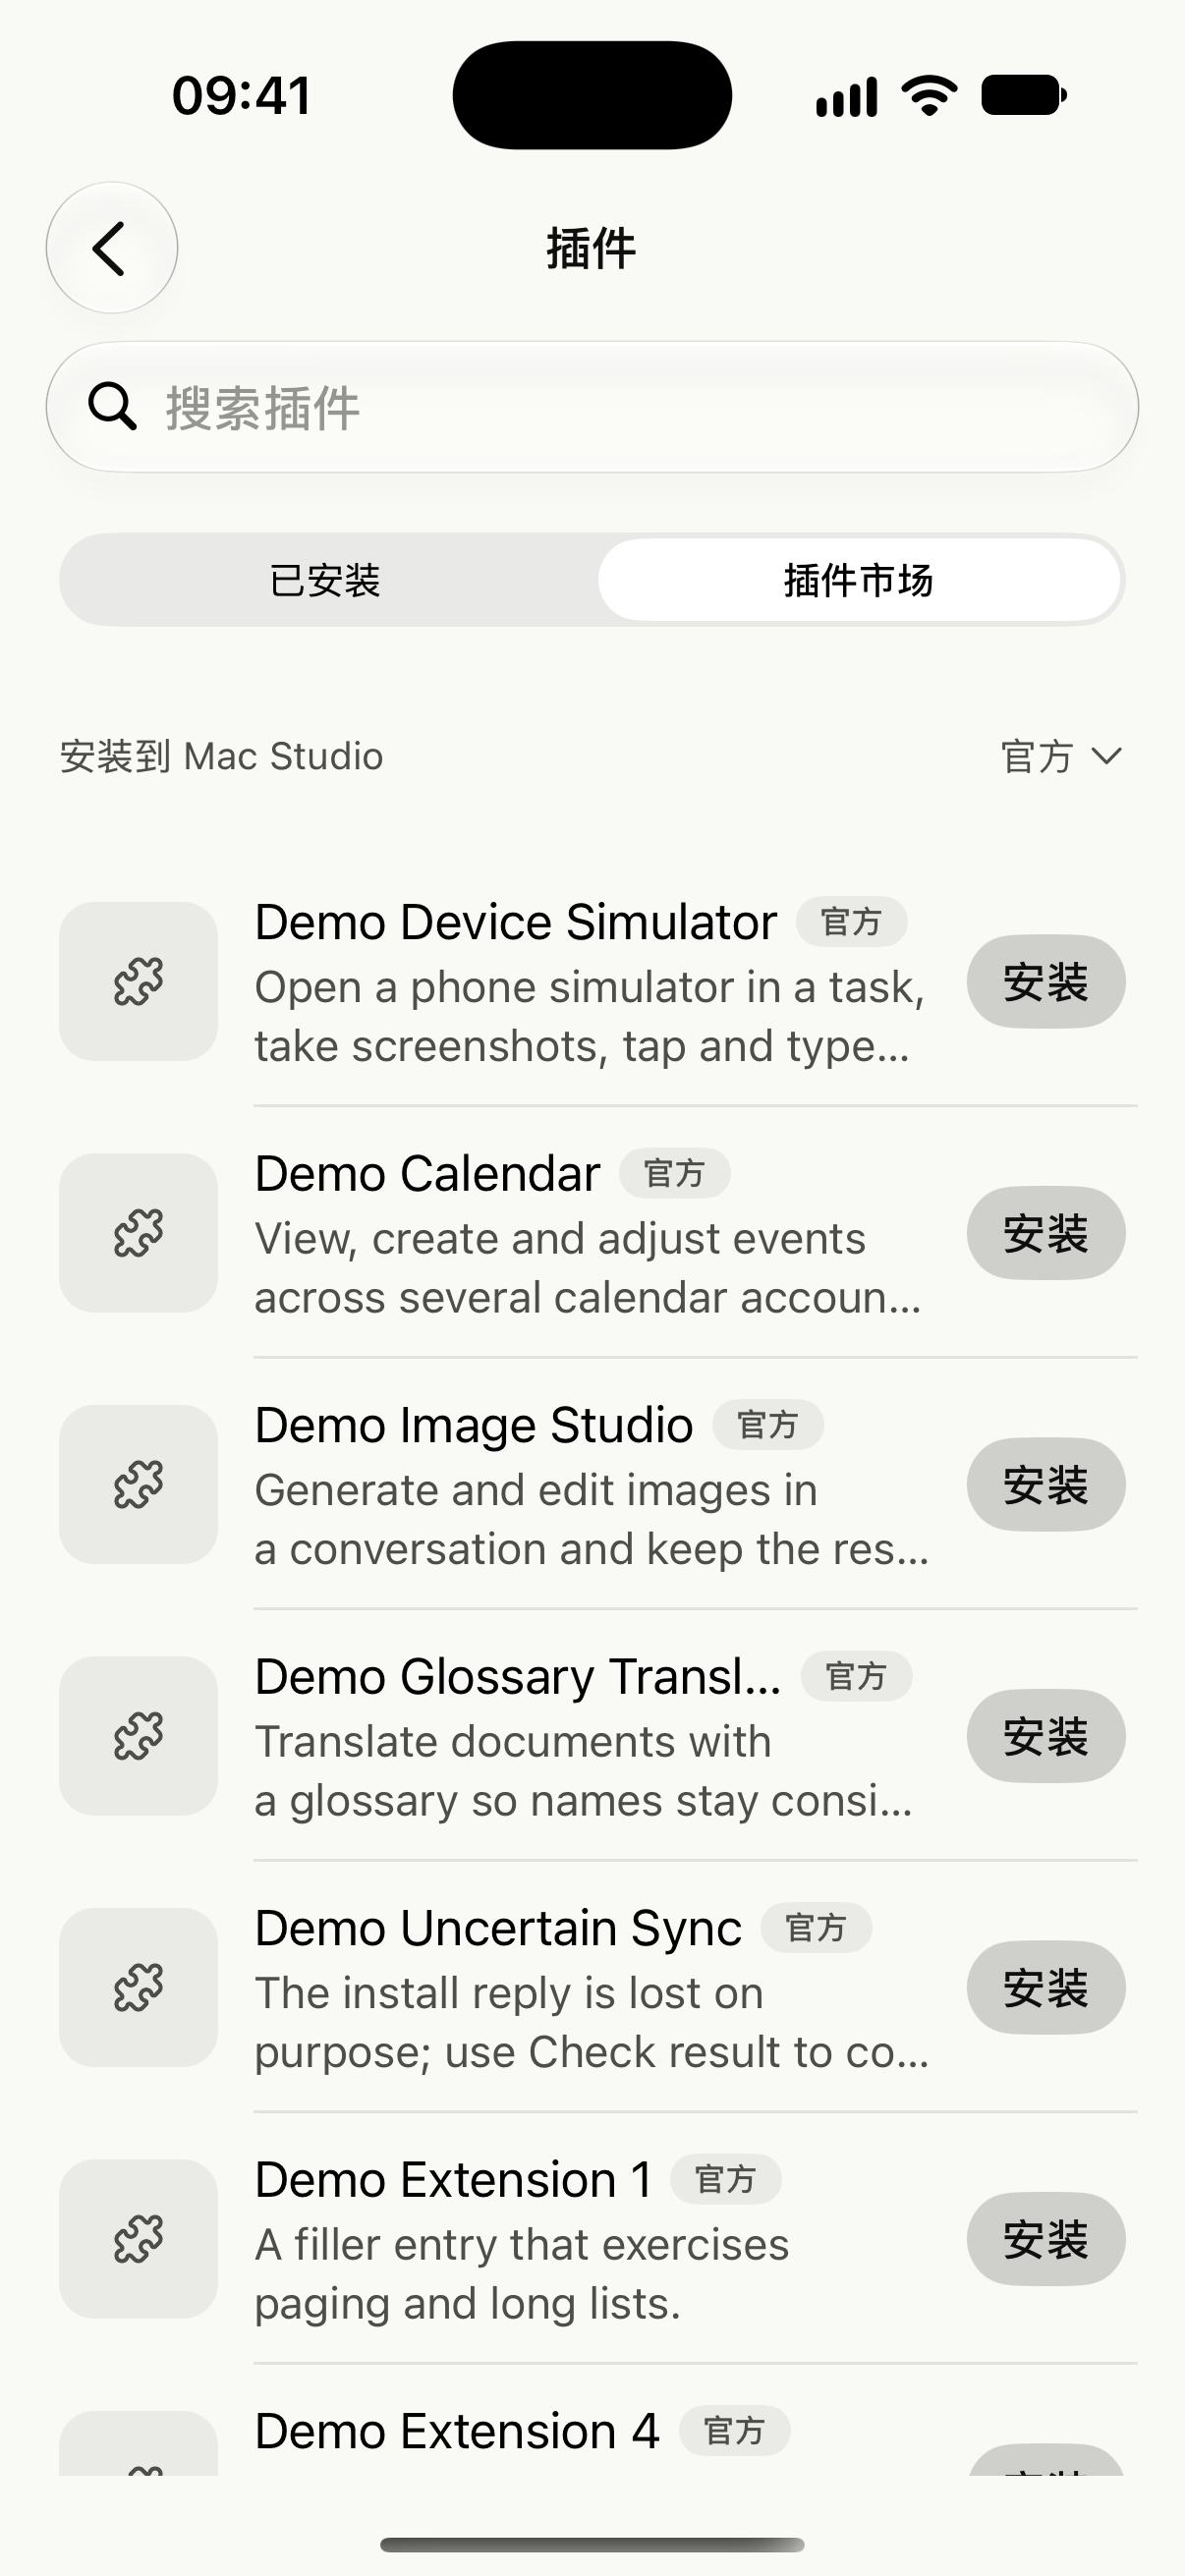 09:41
插件
搜索插件
已安装
插件市场
安装到 Mac Studio
官方
Demo Device Simulator 官方
Open a phone simulator in a task,
take screenshots, tap and type...
安装
Demo Calendar 官方
View, create and adjust events
across several calendar accoun...
安装
Demo Image Studio 官方
Generate and edit images in
a conversation and keep the res...
安装
Demo Glossary Transl... 官方
Translate documents with
a glossary so names stay consi...
安装
Demo Uncertain Sync 官方
The install reply is lost on
purpose; use Check result to co...
安装
Demo Extension 1 官方
A filler entry that exercises
paging and long lists.
安装
Demo Extension 4 官方